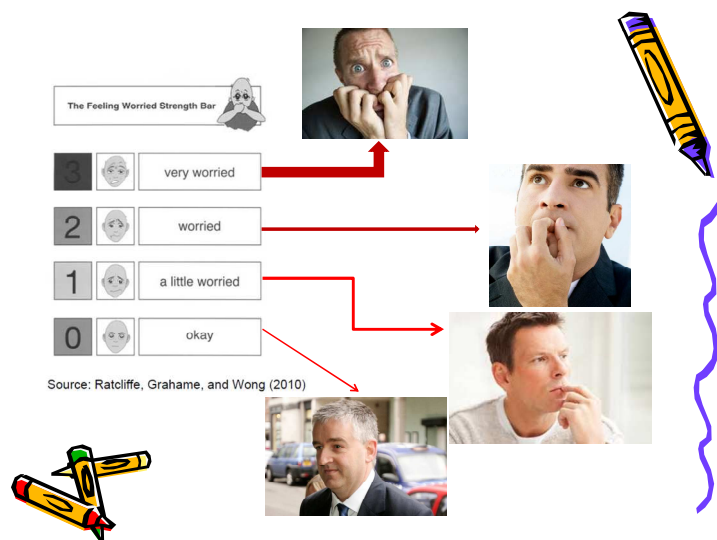 The Feeling Worried Strength Bar
3 very worried
2 worried
1 a little worried
0 okay
Source: Ratcliffe, Grahame, and Wong (2010)